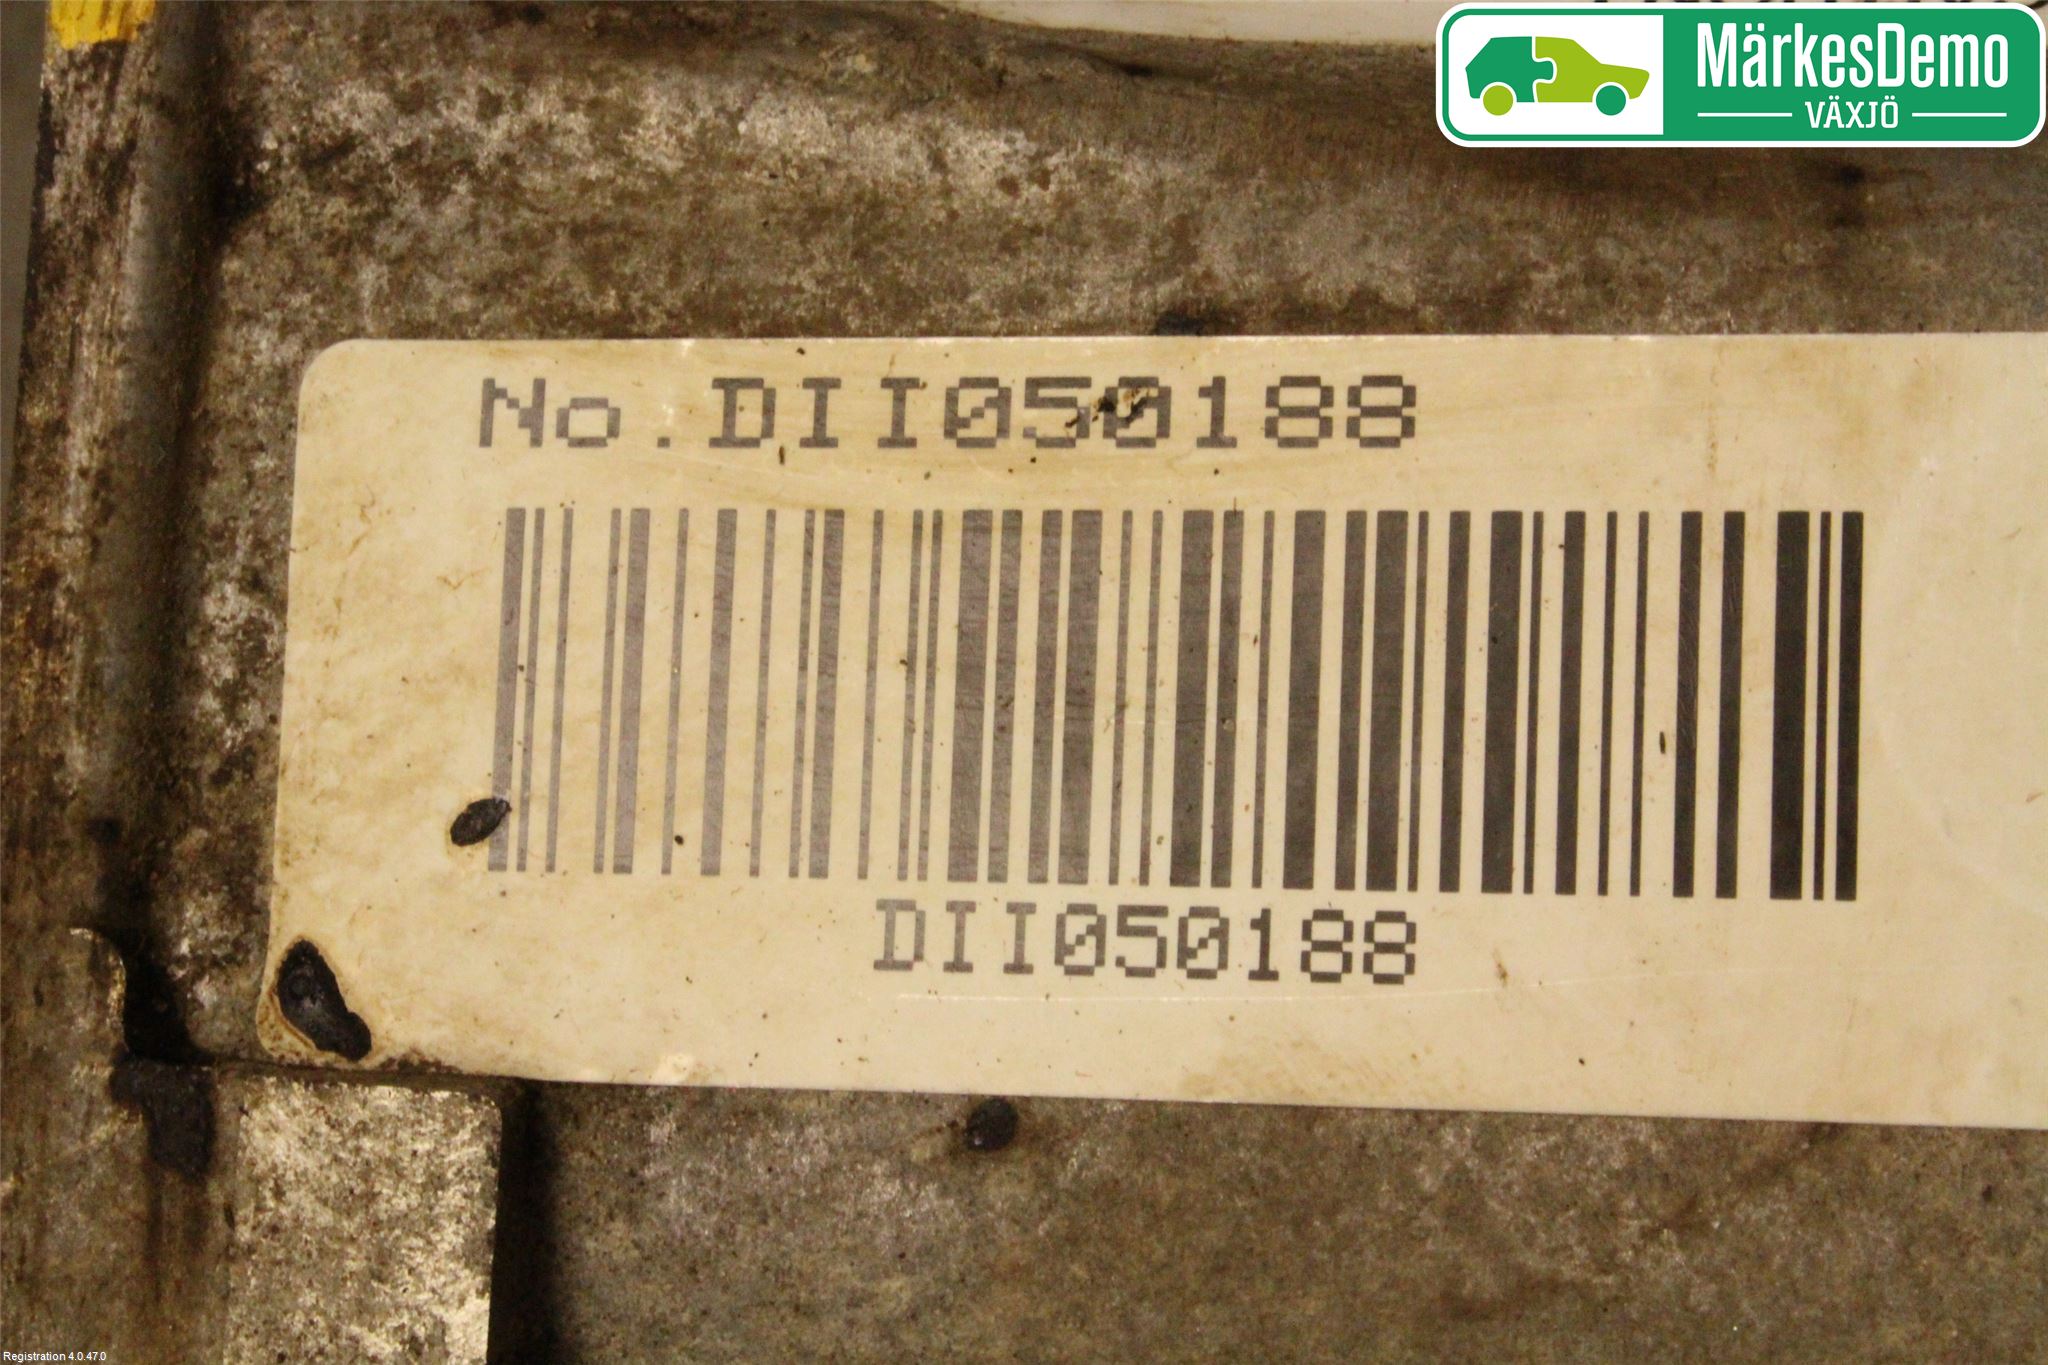 MärkesDemo
VÄXJÖ
No.DII050188
DII050188
Registration 4.0.47.0